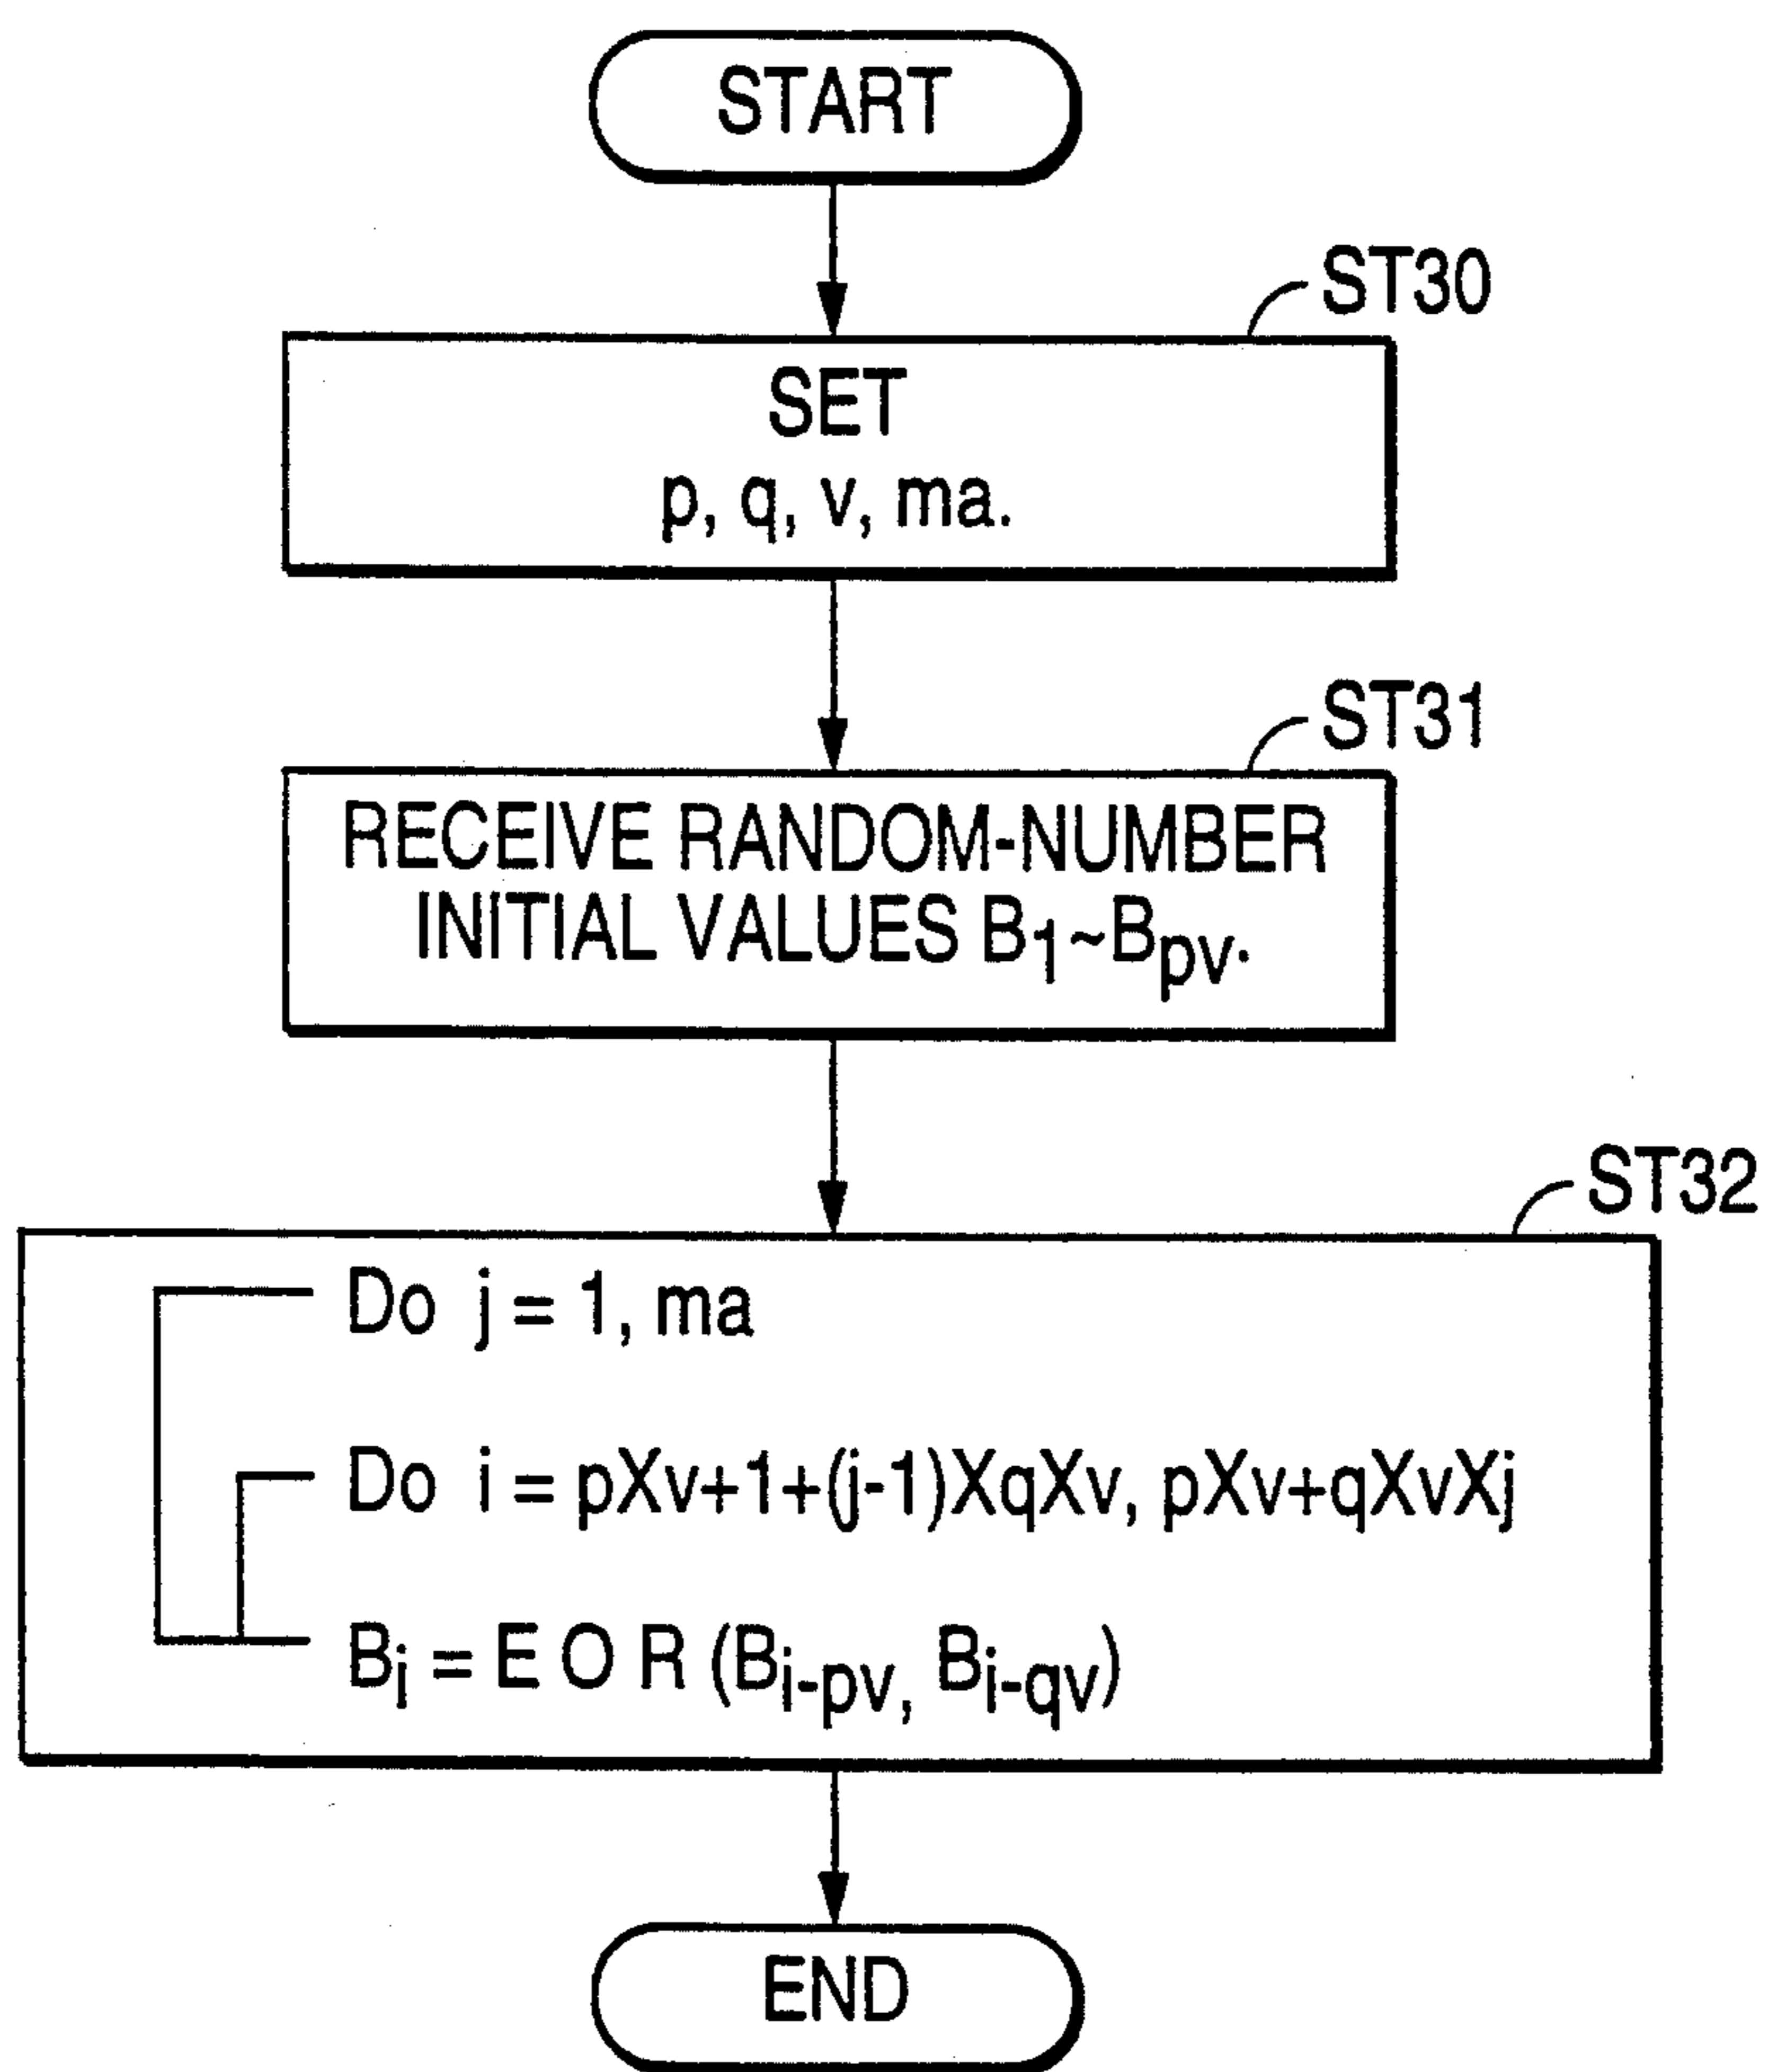 START
ST30
SET
p, q, v, ma.
ST31
RECEIVE RANDOM-NUMBER
INITIAL VALUES B1~Bpv.
ST32
Do j = 1, ma
Do i = pXv+1+(j-1)XqXv, pXv+qXvXj
Bi = E O R (Bi-pv, Bi-qv)
END